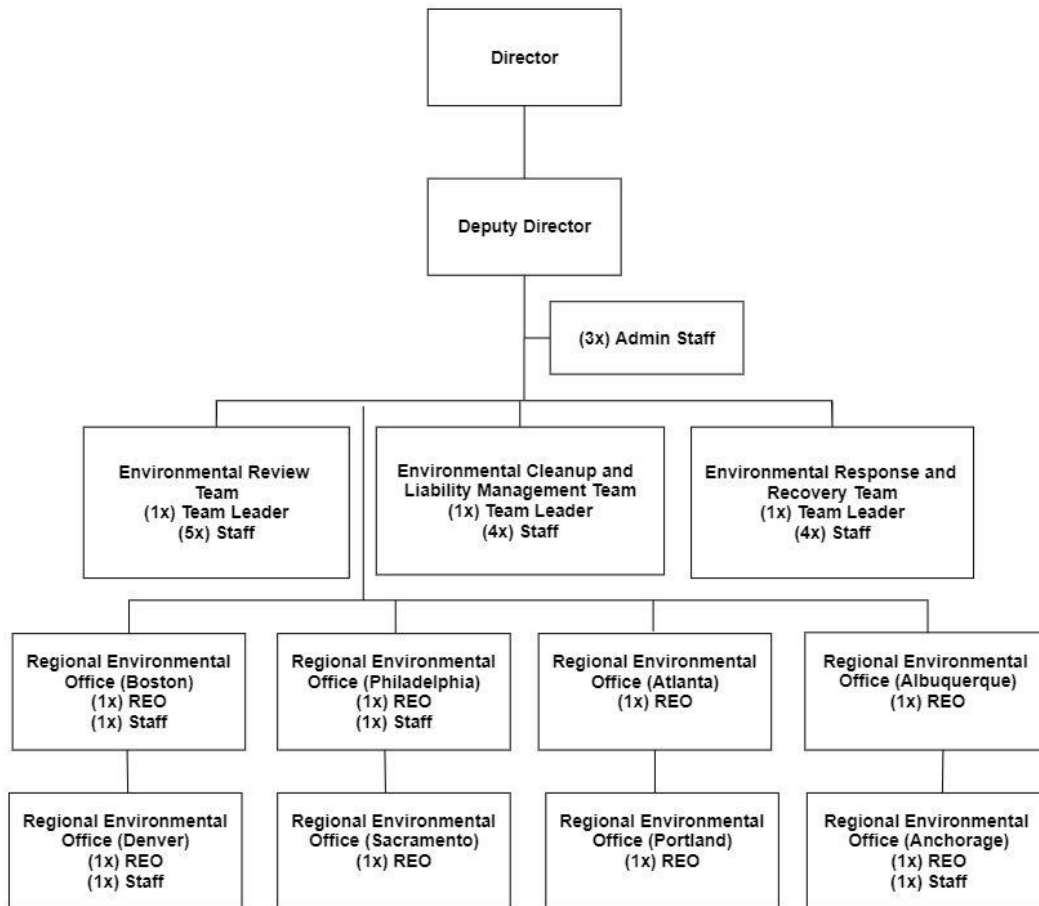 Director
Deputy Director
(3x) Admin Staff
Environmental Review
Team
(1x) Team Leader
(5x) Staff
Environmental Cleanup and
Liability Management Team
(1x) Team Leader
(4x) Staff
Environmental Response and
Recovery Team
(1x) Team Leader
(4x) Staff
Regional Environmental
Office (Boston)
(1x) REO
(1x) Staff
Regional Environmental
Office (Philadelphia)
(1x) REO
(1x) Staff
Regional Environmental
Office (Atlanta)
(1x) REO
Regional Environmental
Office (Albuquerque)
(1x) REO
Regional Environmental
Office (Denver)
(1x) REO
(1x) Staff
Regional Environmental
Office (Sacramento)
(1x) REO
Regional Environmental
Office (Portland)
(1x) REO
Regional Environmental
Office (Anchorage)
(1x) REO
(1x) Staff